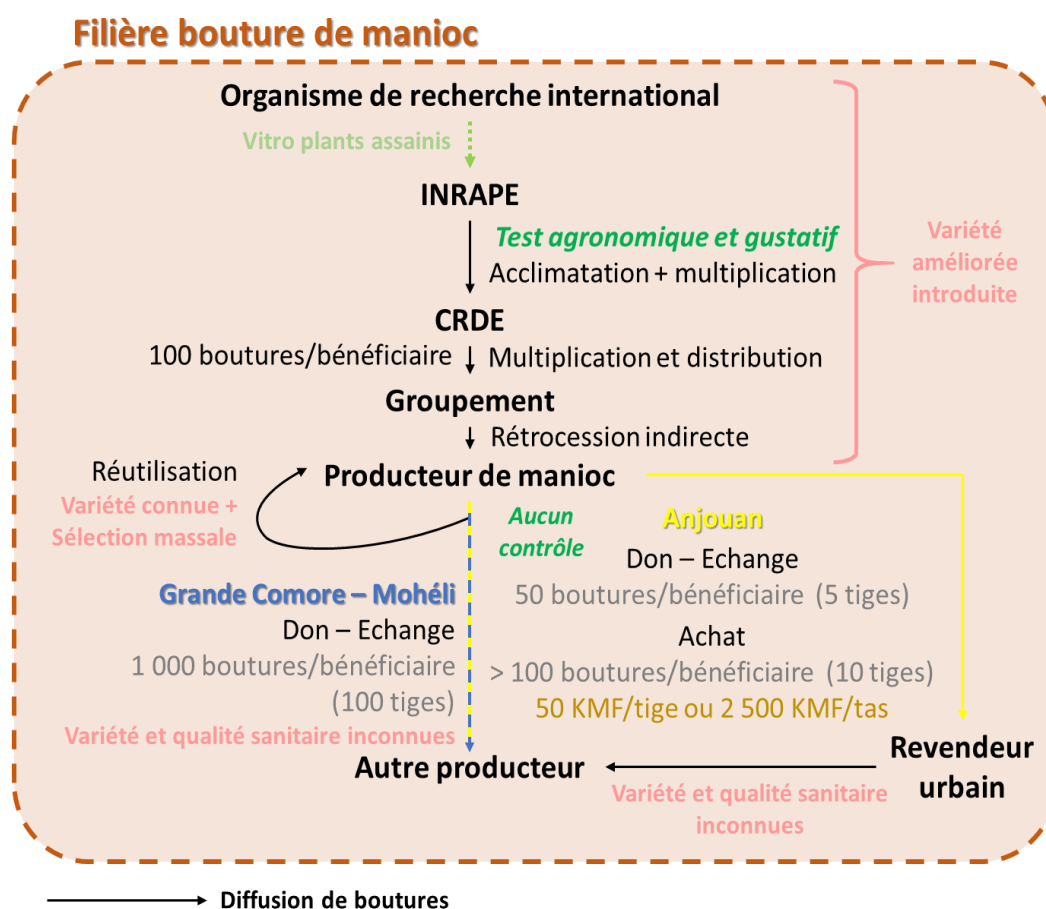 Filière bouture de manioc
Organisme de recherche international
Vitro plants assainis
INRAPE
Test agronomique et gustatif
Acclimatation + multiplication
Variété
améliorée
introduite
CRDE
100 boutures/bénéficiaire
Multiplication et distribution
Groupement
Rétrocession indirecte
Producteur de manioc
Réutilisation
Variété connue +
Sélection massale
Aucun
contrôle
Anjouan
Don – Echange
50 boutures/bénéficiaire (5 tiges)
Achat
> 100 boutures/bénéficiaire (10 tiges)
50 KMF/tige ou 2 500 KMF/tas
Grande Comore – Mohéli
Don – Echange
1 000 boutures/bénéficiaire
(100 tiges)
Variété et qualité sanitaire inconnues
Autre producteur
Revendeur
urbain
Variété et qualité sanitaire
inconnues
Diffusion de boutures